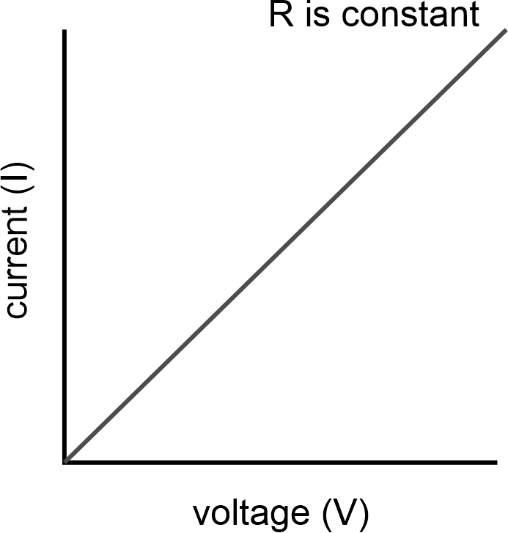 R is constant
current (I)
voltage (V)